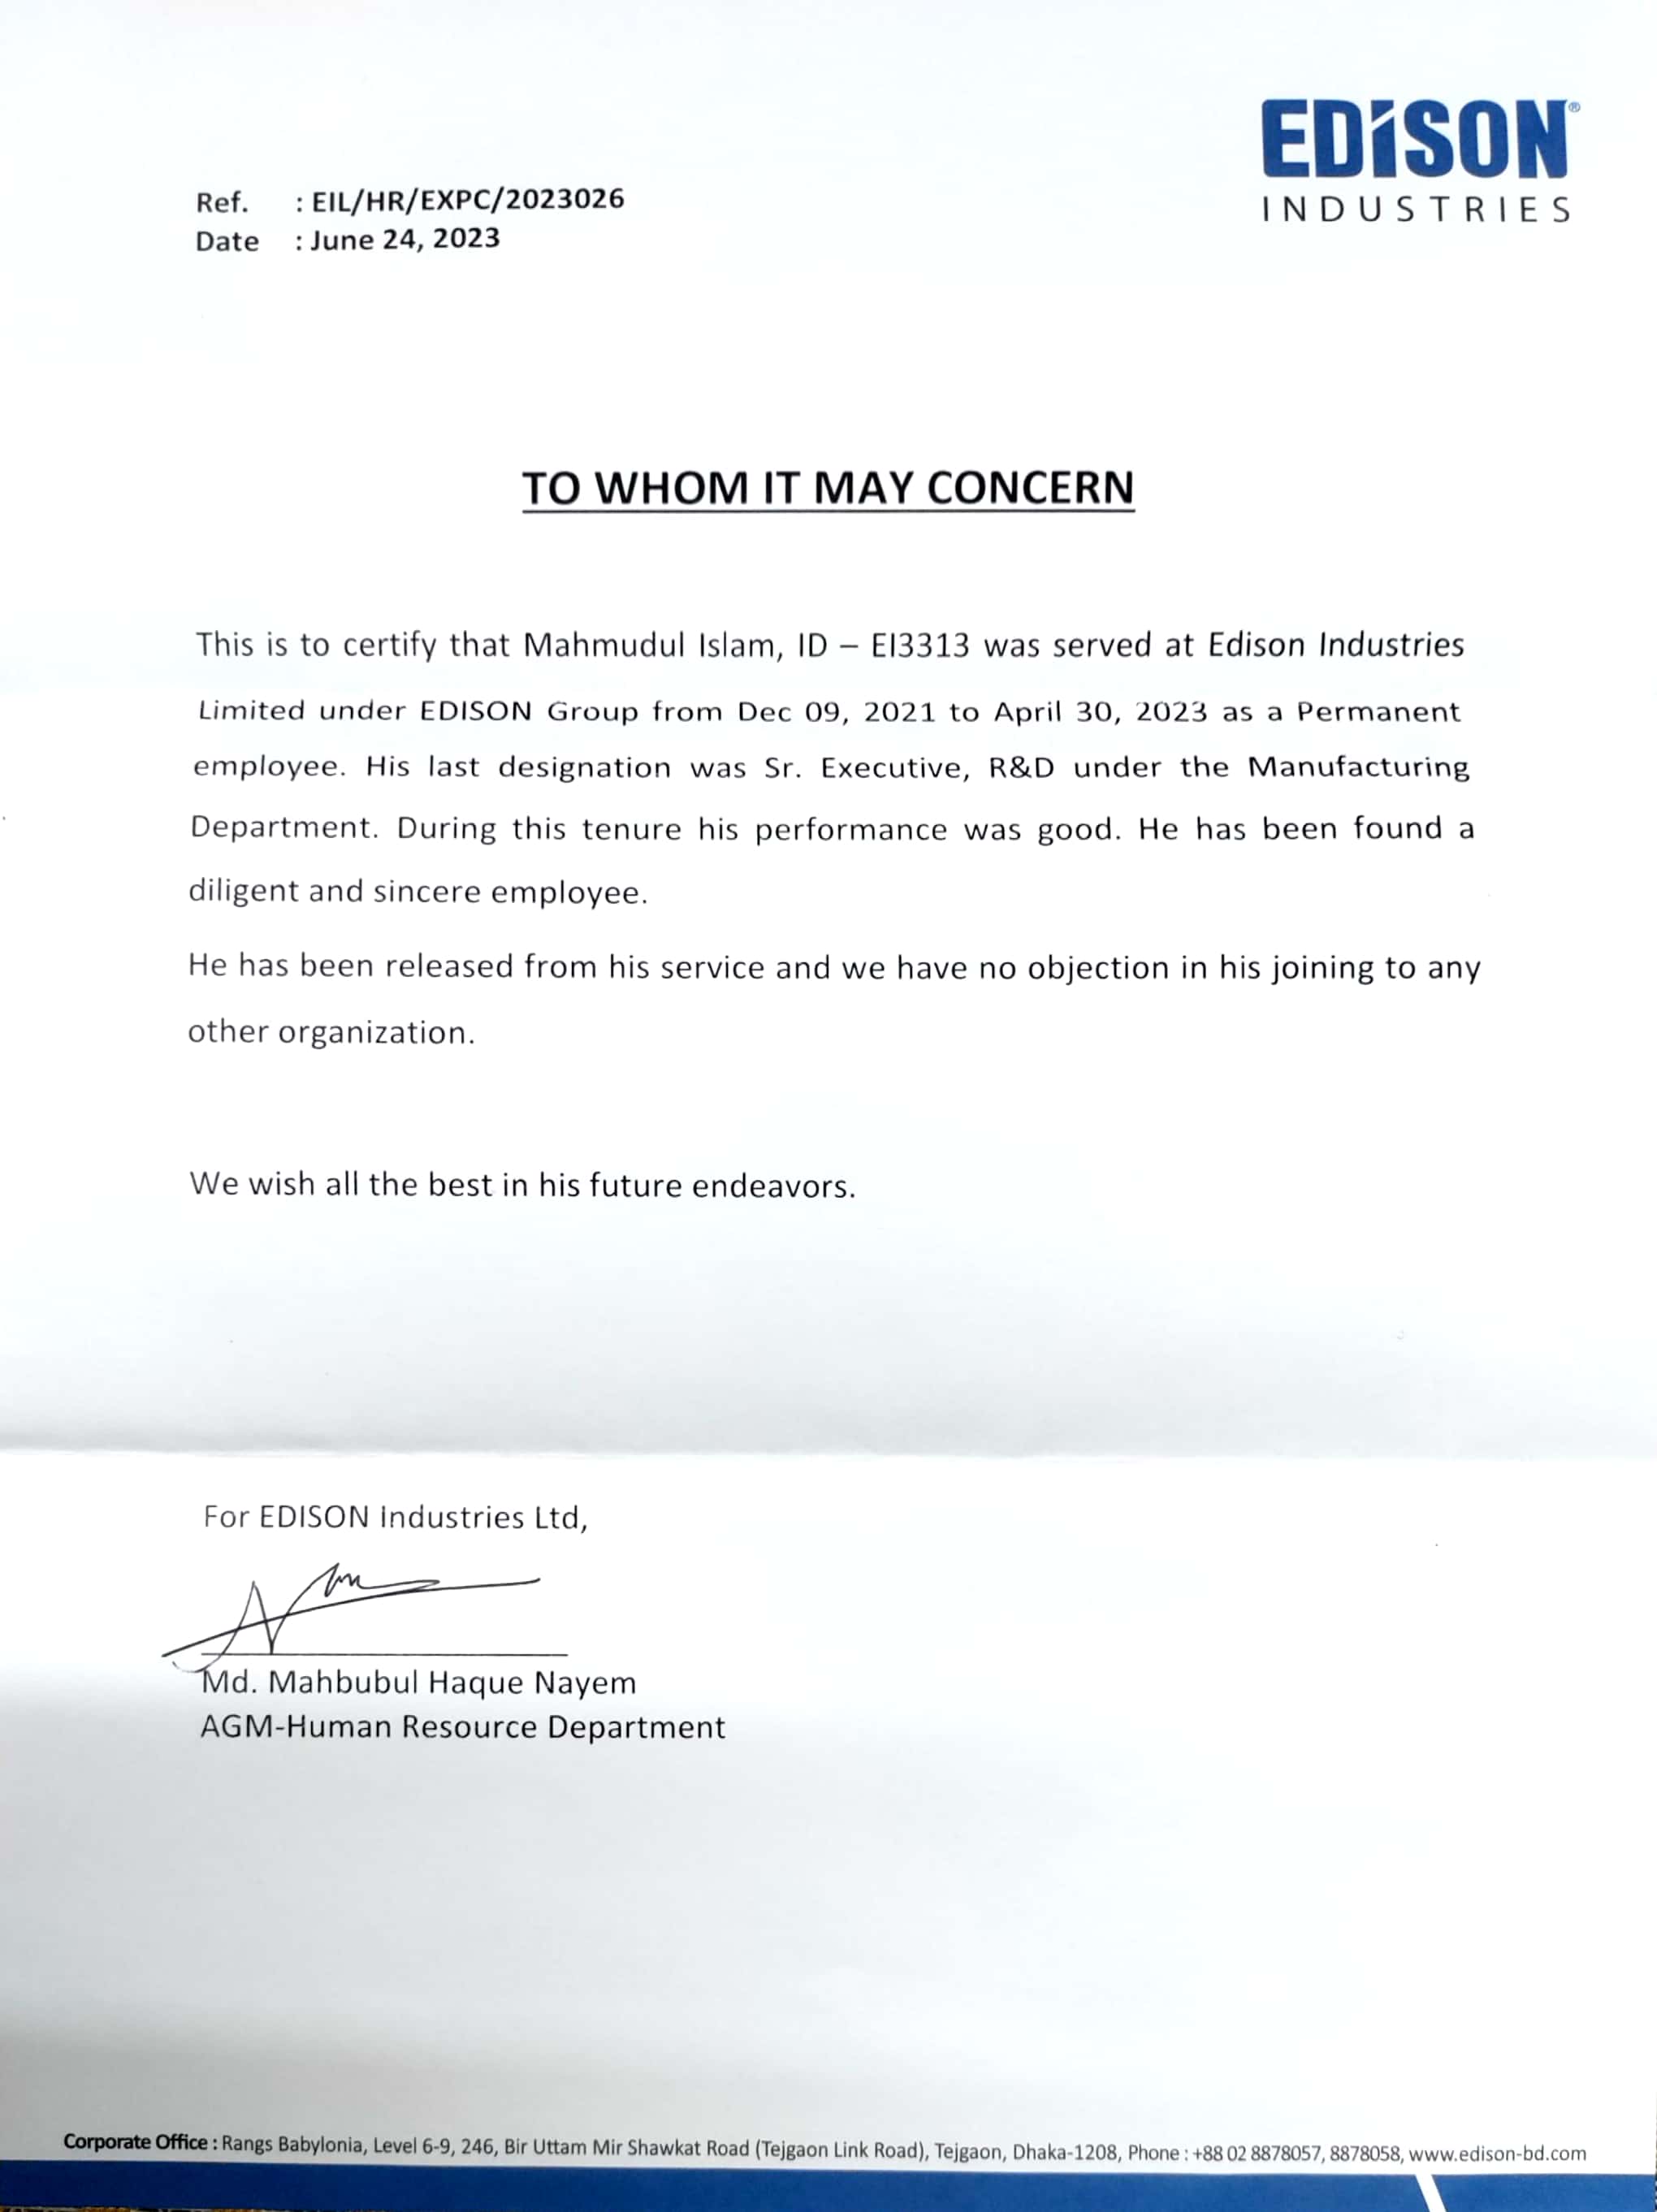 EDiSON®
INDUSTRIES
Ref. : EIL/HR/EXPC/2023026
Date : June 24, 2023
TO WHOM IT MAY CONCERN
This is to certify that Mahmudul Islam, ID – EI3313 was served at Edison Industries
Limited under EDISON Group from Dec 09, 2021 to April 30, 2023 as a Permanent
employee. His last designation was Sr. Executive, R&D under the Manufacturing
Department. During this tenure his performance was good. He has been found a
diligent and sincere employee.
He has been released from his service and we have no objection in his joining to any
other organization.
We wish all the best in his future endeavors.
For EDISON Industries Ltd,
Md. Mahbubul Haque Nayem
AGM-Human Resource Department
Corporate Office : Rangs Babylonia, Level 6-9, 246, Bir Uttam Mir Shawkat Road (Tejgaon Link Road), Tejgaon, Dhaka-1208, Phone : +88 02 8878057, 8878058, www.edison-bd.com